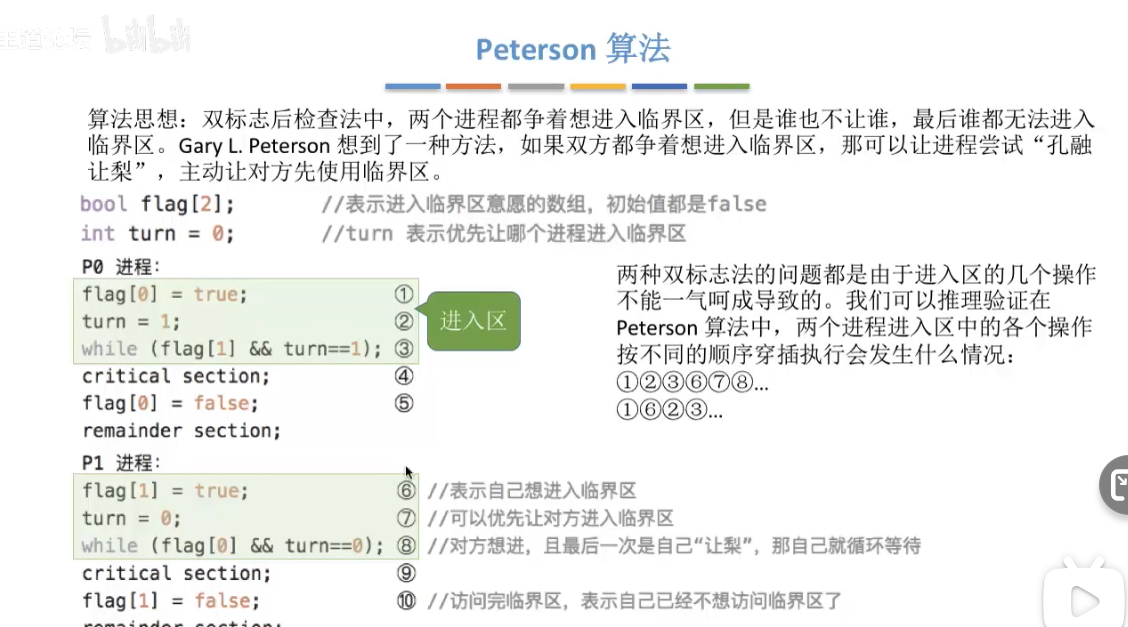 王道论坛 bilibili
Peterson 算法
算法思想：双标志后检查法中，两个进程都争着想进入临界区，但是谁也不让谁，最后谁都无法进入
临界区。Gary L. Peterson 想到了一种方法，如果双方都争着想进入临界区，那可以让进程尝试“孔融
让梨”，主动让对方先使用临界区。
bool flag[2]; //表示进入临界区意愿的数组，初始值都是false
int turn = 0; //turn 表示优先让哪个进程进入临界区
P0 进程：
flag[0] = true; ①
turn = 1; ②
while (flag[1] && turn==1); ③
critical section; ④
flag[0] = false; ⑤
remainder section;
进入区
两种双标志法的问题都是由于进入区的几个操作
不能一气呵成导致的。我们可以推理验证在
Peterson 算法中，两个进程进入区中的各个操作
按不同的顺序穿插执行会发生什么情况：
①②③⑥⑦⑧...
①⑥②③...
P1 进程：
flag[1] = true; ⑥ //表示自己想进入临界区
turn = 0; ⑦ //可以优先让对方进入临界区
while (flag[0] && turn==0); ⑧ //对方想进，且最后一次是自己“让梨”，那自己就循环等待
critical section; ⑨
flag[1] = false; ⑩ //访问完临界区，表示自己已经不想访问临界区了
remainder section;